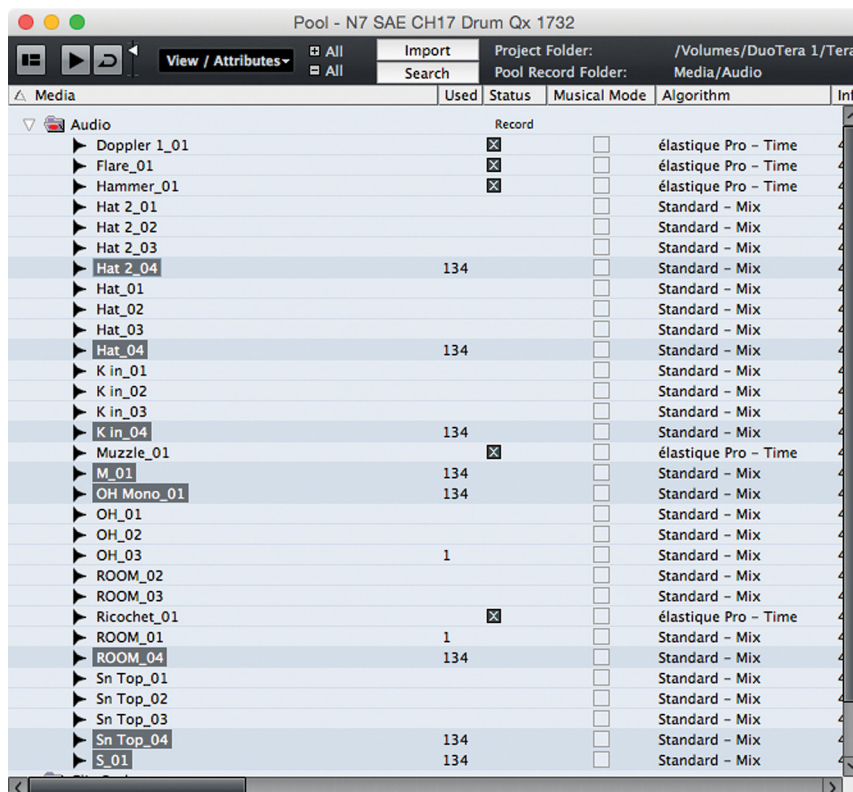 Pool - N7 SAE CH17 Drum Qx 1732
View / Attributes All Import Project Folder: /Volumes/DuoTera 1/Tera
All Search Pool Record Folder: Media/Audio
Media Used Status Musical Mode Algorithm Inf
Audio Record
Doppler 1_01 X élastique Pro – Time
Flare_01 X élastique Pro – Time
Hammer_01 X élastique Pro – Time
Hat 2_01 Standard – Mix
Hat 2_02 Standard – Mix
Hat 2_03 Standard – Mix
Hat 2_04 134 Standard – Mix
Hat_01 Standard – Mix
Hat_02 Standard – Mix
Hat_03 Standard – Mix
Hat_04 134 Standard – Mix
K in_01 Standard – Mix
K in_02 Standard – Mix
K in_03 Standard – Mix
K in_04 134 Standard – Mix
Muzzle_01 X élastique Pro – Time
M_01 134 Standard – Mix
OH Mono_01 134 Standard – Mix
OH_01 Standard – Mix
OH_02 Standard – Mix
OH_03 1 Standard – Mix
ROOM_02 Standard – Mix
ROOM_03 Standard – Mix
Ricochet_01 X élastique Pro – Time
ROOM_01 1 Standard – Mix
ROOM_04 134 Standard – Mix
Sn Top_01 Standard – Mix
Sn Top_02 Standard – Mix
Sn Top_03 Standard – Mix
Sn Top_04 134 Standard – Mix
S_01 134 Standard – Mix